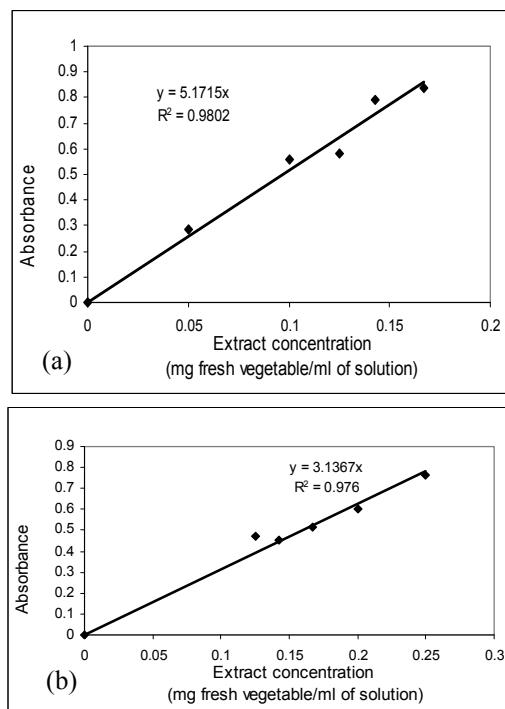 1
0.9
0.8
0.7
0.6
0.5
0.4
0.3
0.2
0.1
0
Absorbance
y = 5.1715x
R² = 0.9802
0 0.05 0.1 0.15 0.2
Extract concentration
(mg fresh vegetable/ml of solution)
(a)
0.9
0.8
0.7
0.6
0.5
0.4
0.3
0.2
0.1
0
Absorbance
y = 3.1367x
R² = 0.976
0 0.05 0.1 0.15 0.2 0.25 0.3
Extract concentration
(mg fresh vegetable/ml of solution)
(b)